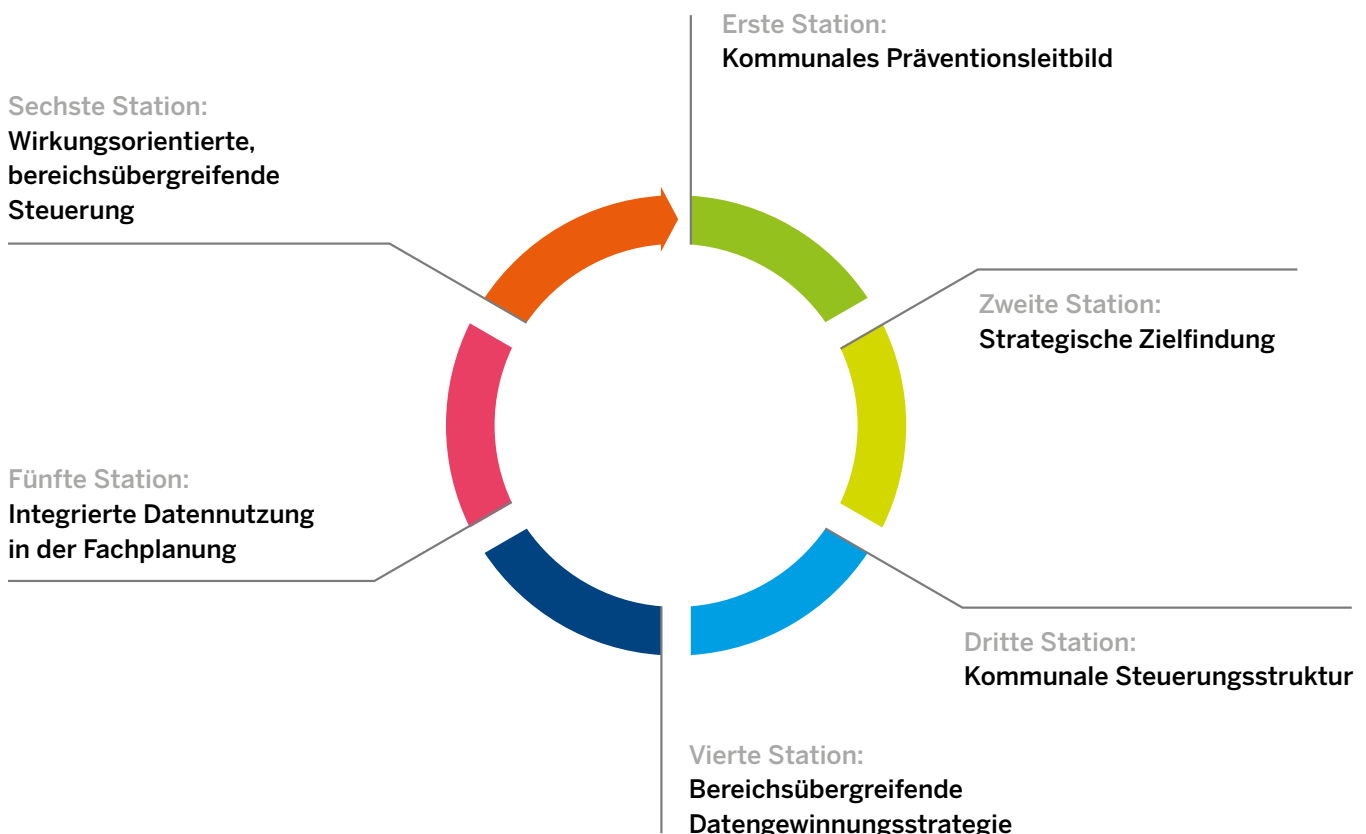 Erste Station:
Kommunales Präventionsleitbild
Zweite Station:
Strategische Zielfindung
Dritte Station:
Kommunale Steuerungsstruktur
Vierte Station:
Bereichsübergreifende
Datengewinnungsstrategie
Fünfte Station:
Integrierte Datennutzung
in der Fachplanung
Sechste Station:
Wirkungsorientierte,
bereichsübergreifende
Steuerung